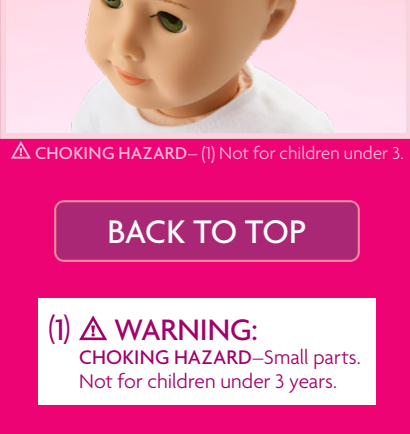 ⚠ CHOKING HAZARD– (1) Not for children under 3.
BACK TO TOP
(1) ⚠ WARNING:
CHOKING HAZARD–Small parts.
Not for children under 3 years.